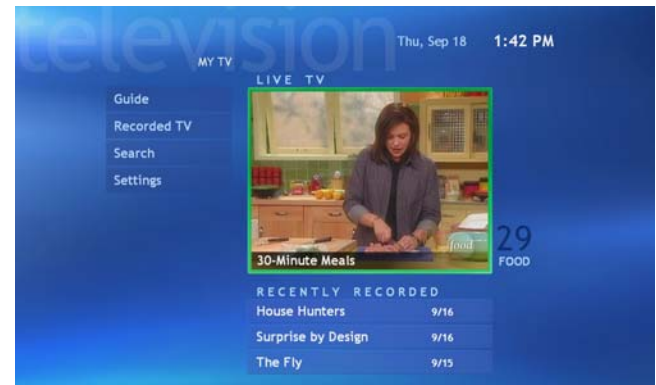 television
Thu, Sep 18 1:42 PM
MY TV
LIVE TV
Guide
Recorded TV
Search
Settings
food
30-Minute Meals
29
FOOD
RECENTLY RECORDED
House Hunters 9/16
Surprise by Design 9/16
The Fly 9/15